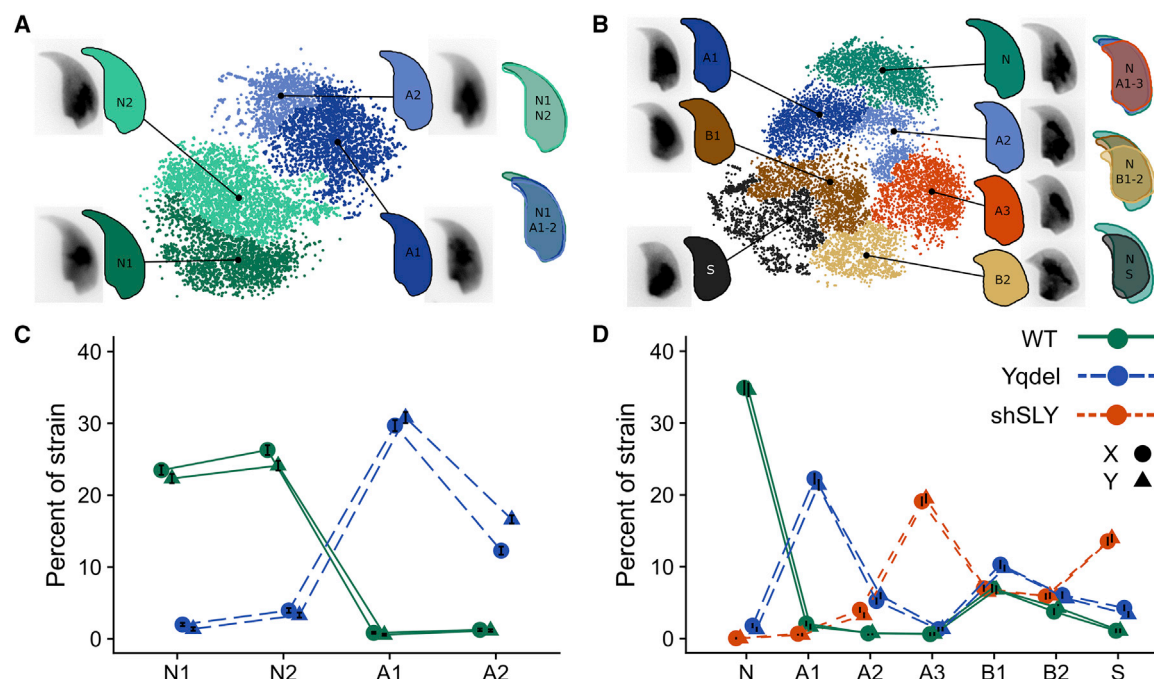 A
N2
A2
N1
N2
N1
A1-2
N1
A1
B
A1
N
N
A1-3
B1
A2
N
B1-2
A3
S
B2
N
S
C
40
30
20
10
0
Percent of strain
N1
N2
A1
A2
D
40
30
20
10
0
Percent of strain
WT
Yqdel
shSLY
X
Y
N
A1
A2
A3
B1
B2
S